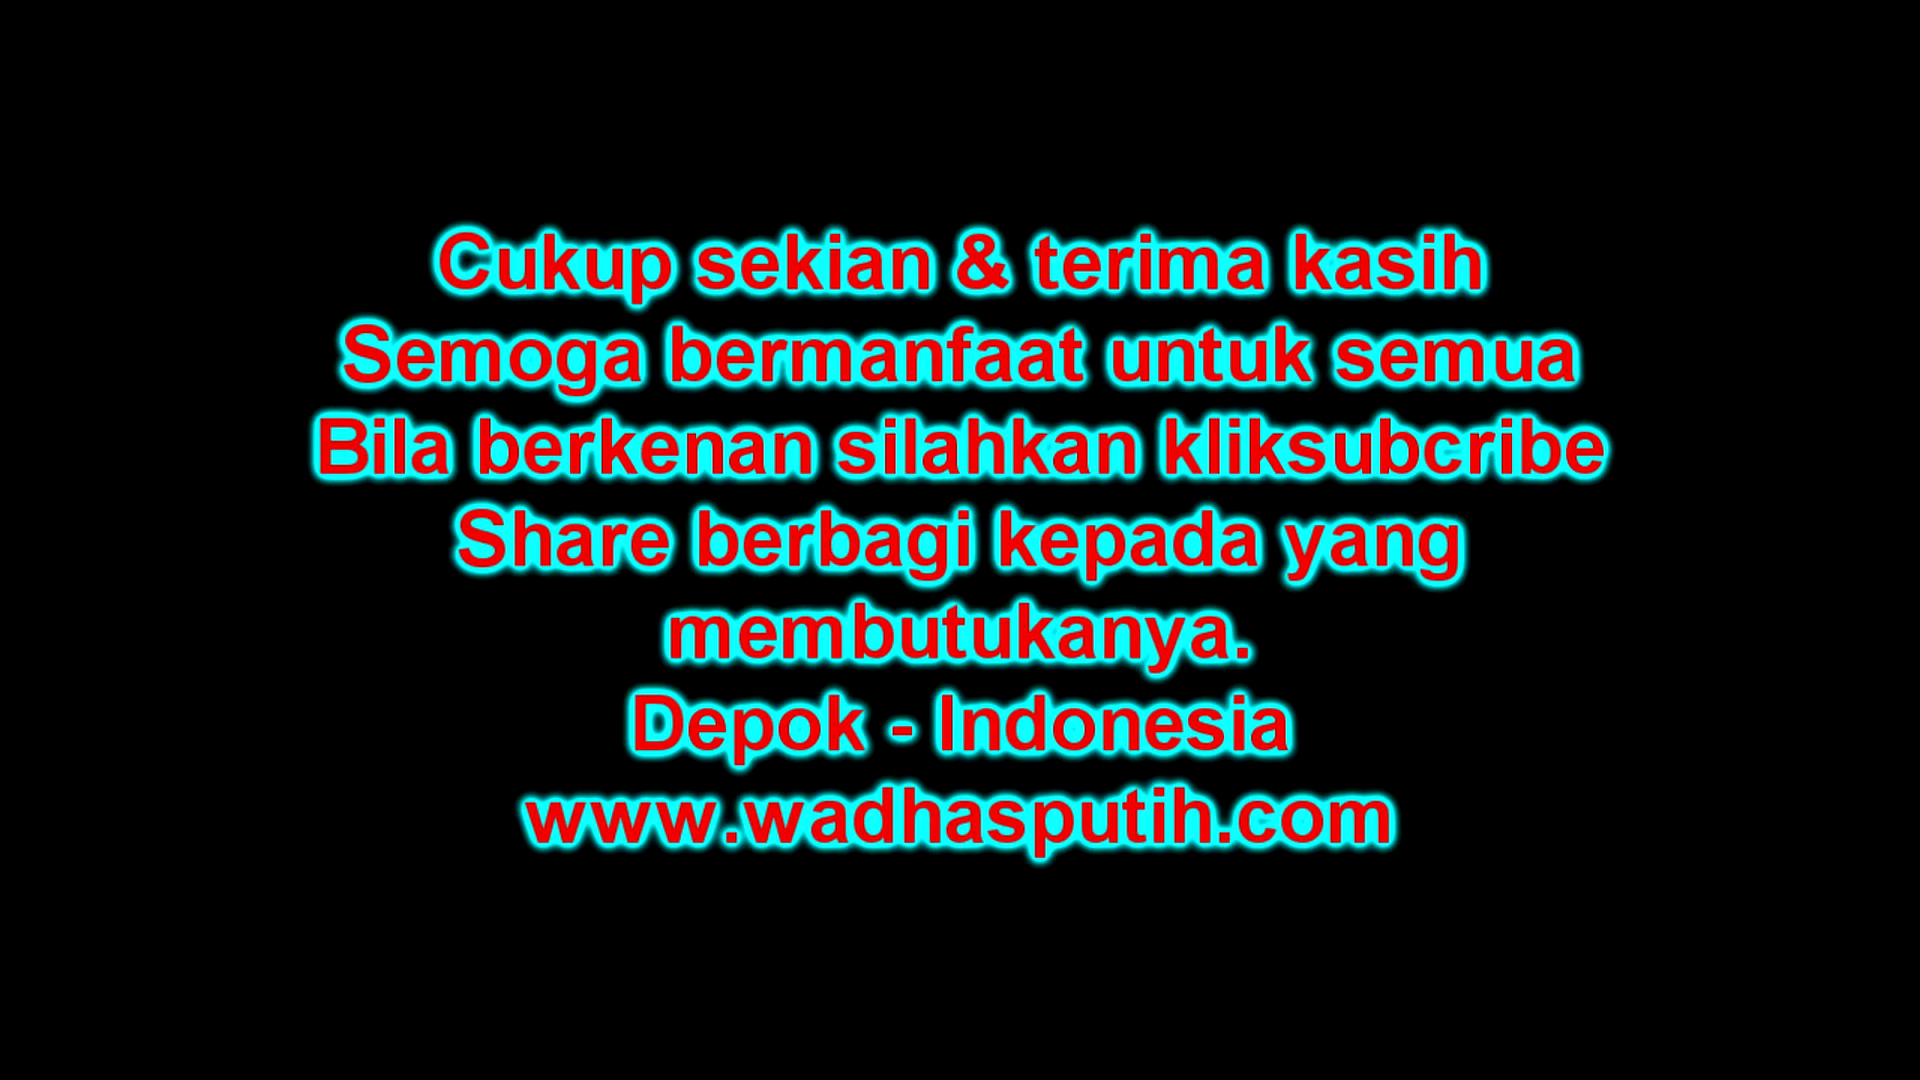 Cukup sekian & terima kasih
Semoga bermanfaat untuk semua
Bila berkenan silahkan kliksubcribe
Share berbagi kepada yang
membutukanya.
Depok - Indonesia
www.wadhasputih.com